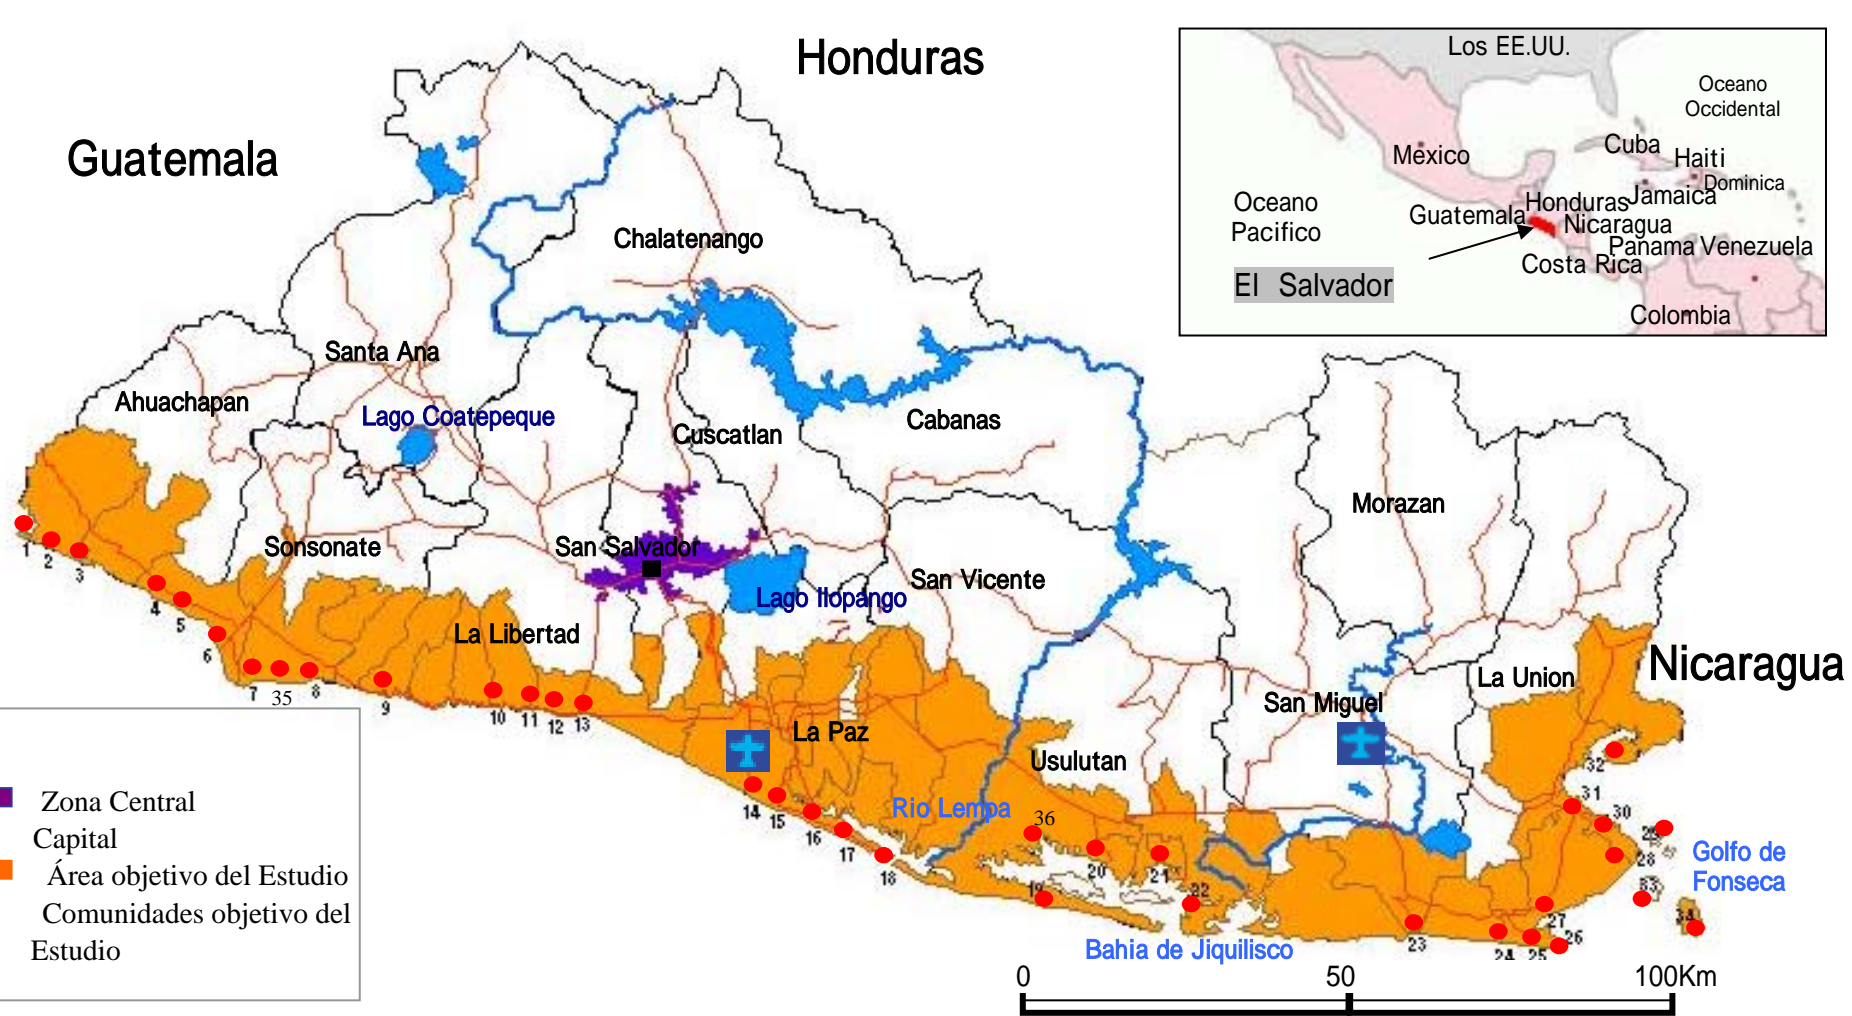 Honduras
Guatemala
Los EE.UU.
Oceano
Occidental
Mexico
Cuba
Haiti
Dominica
Jamaica
Oceano
Pacifico
Honduras
Guatemala
Nicaragua
Panama Venezuela
Costa Rica
El Salvador
Colombia
Chalatenango
Santa Ana
Ahuachapan
Lago Coatepeque
Cuscatlan
Cabanas
Morazan
Sonsonate
San Salvador
San Vicente
Lago Ilopango
La Libertad
Nicaragua
La Union
San Miguel
La Paz
Usulutan
Rio Lempa
Golfo de
Fonseca
Bahia de Jiquilisco
1
2
3
4
5
6
7
35
8
9
10
11
12
13
14
15
16
17
18
19
36
20
21
22
23
24
25
26
27
28
29
30
31
32
33
34
Zona Central
Capital
Área objetivo del Estudio
Comunidades objetivo del
Estudio
0 50 100Km